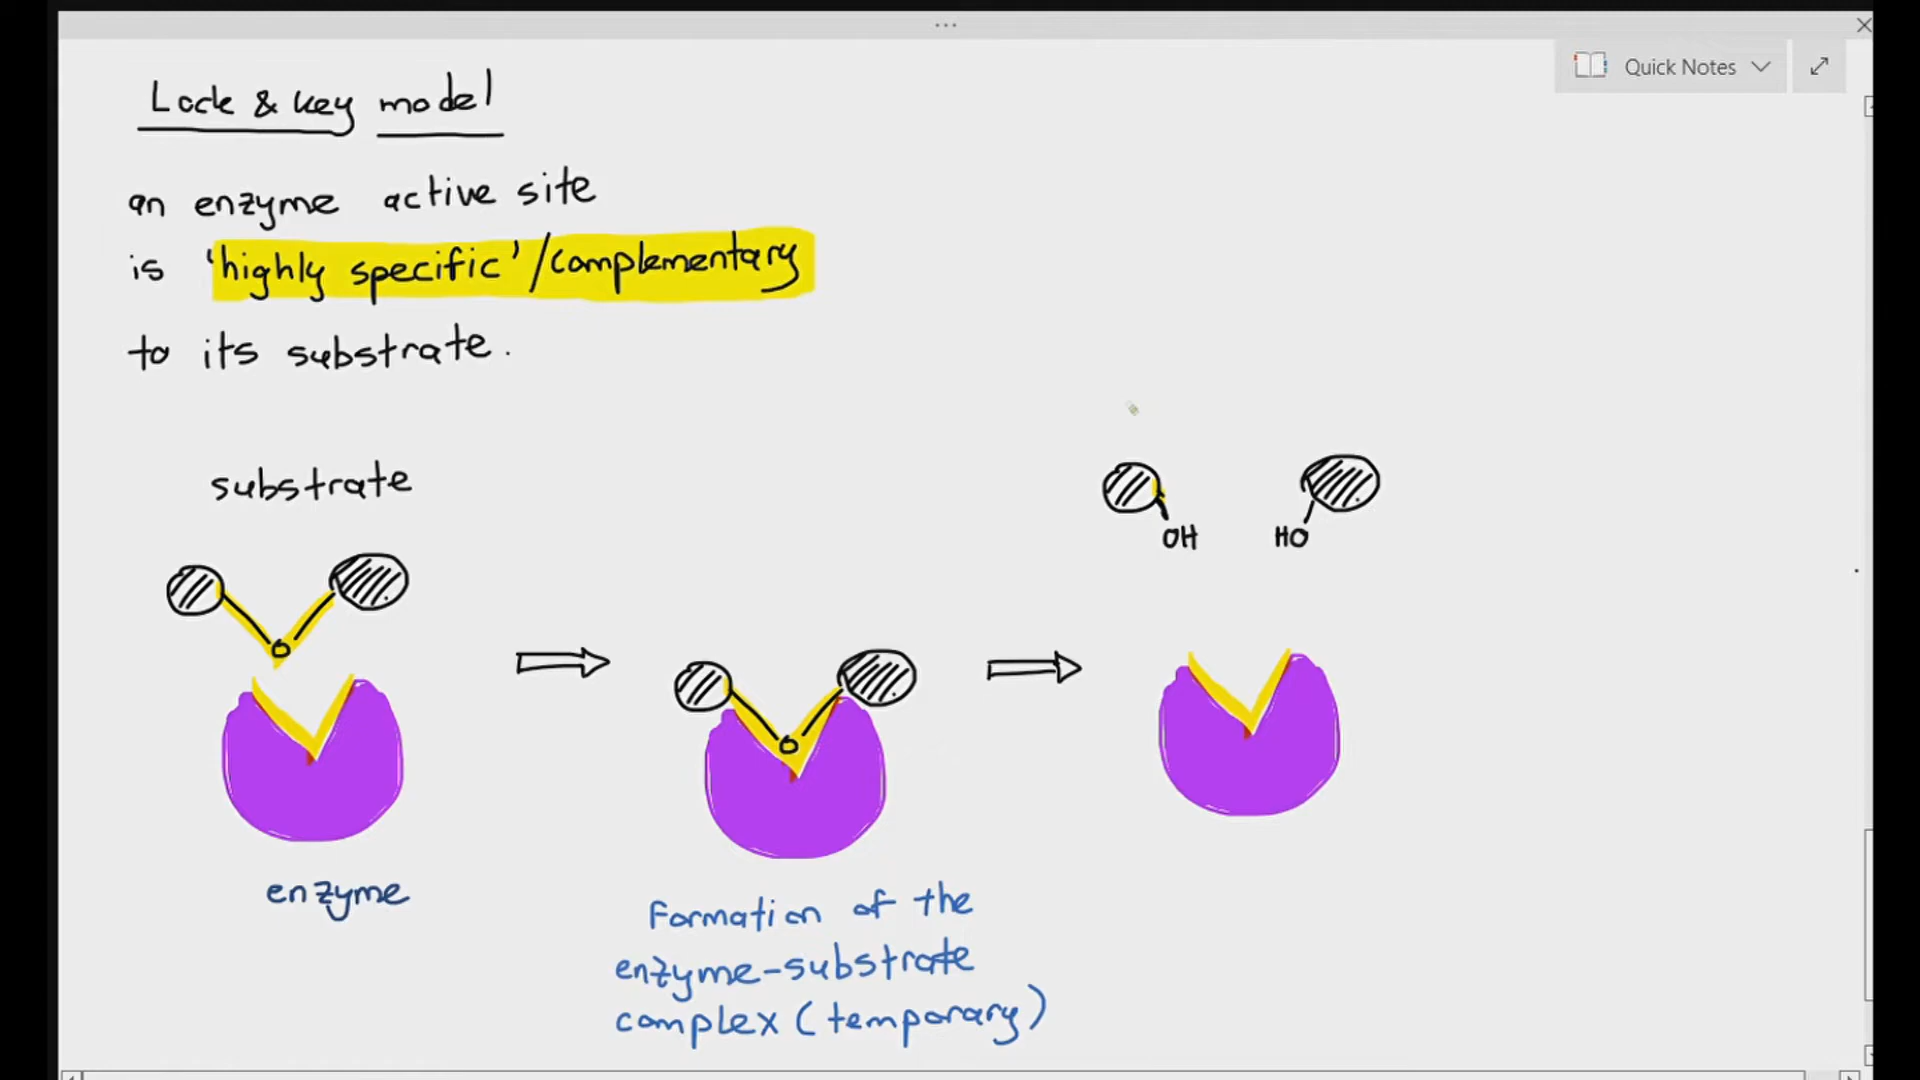 Quick Notes
Lock & key model
an enzyme active site
is 'highly specific'/complementary
to its substrate.
substrate
OH HO
O
O
enzyme
Formation of the
enzyme-substrate
complex (temporary)